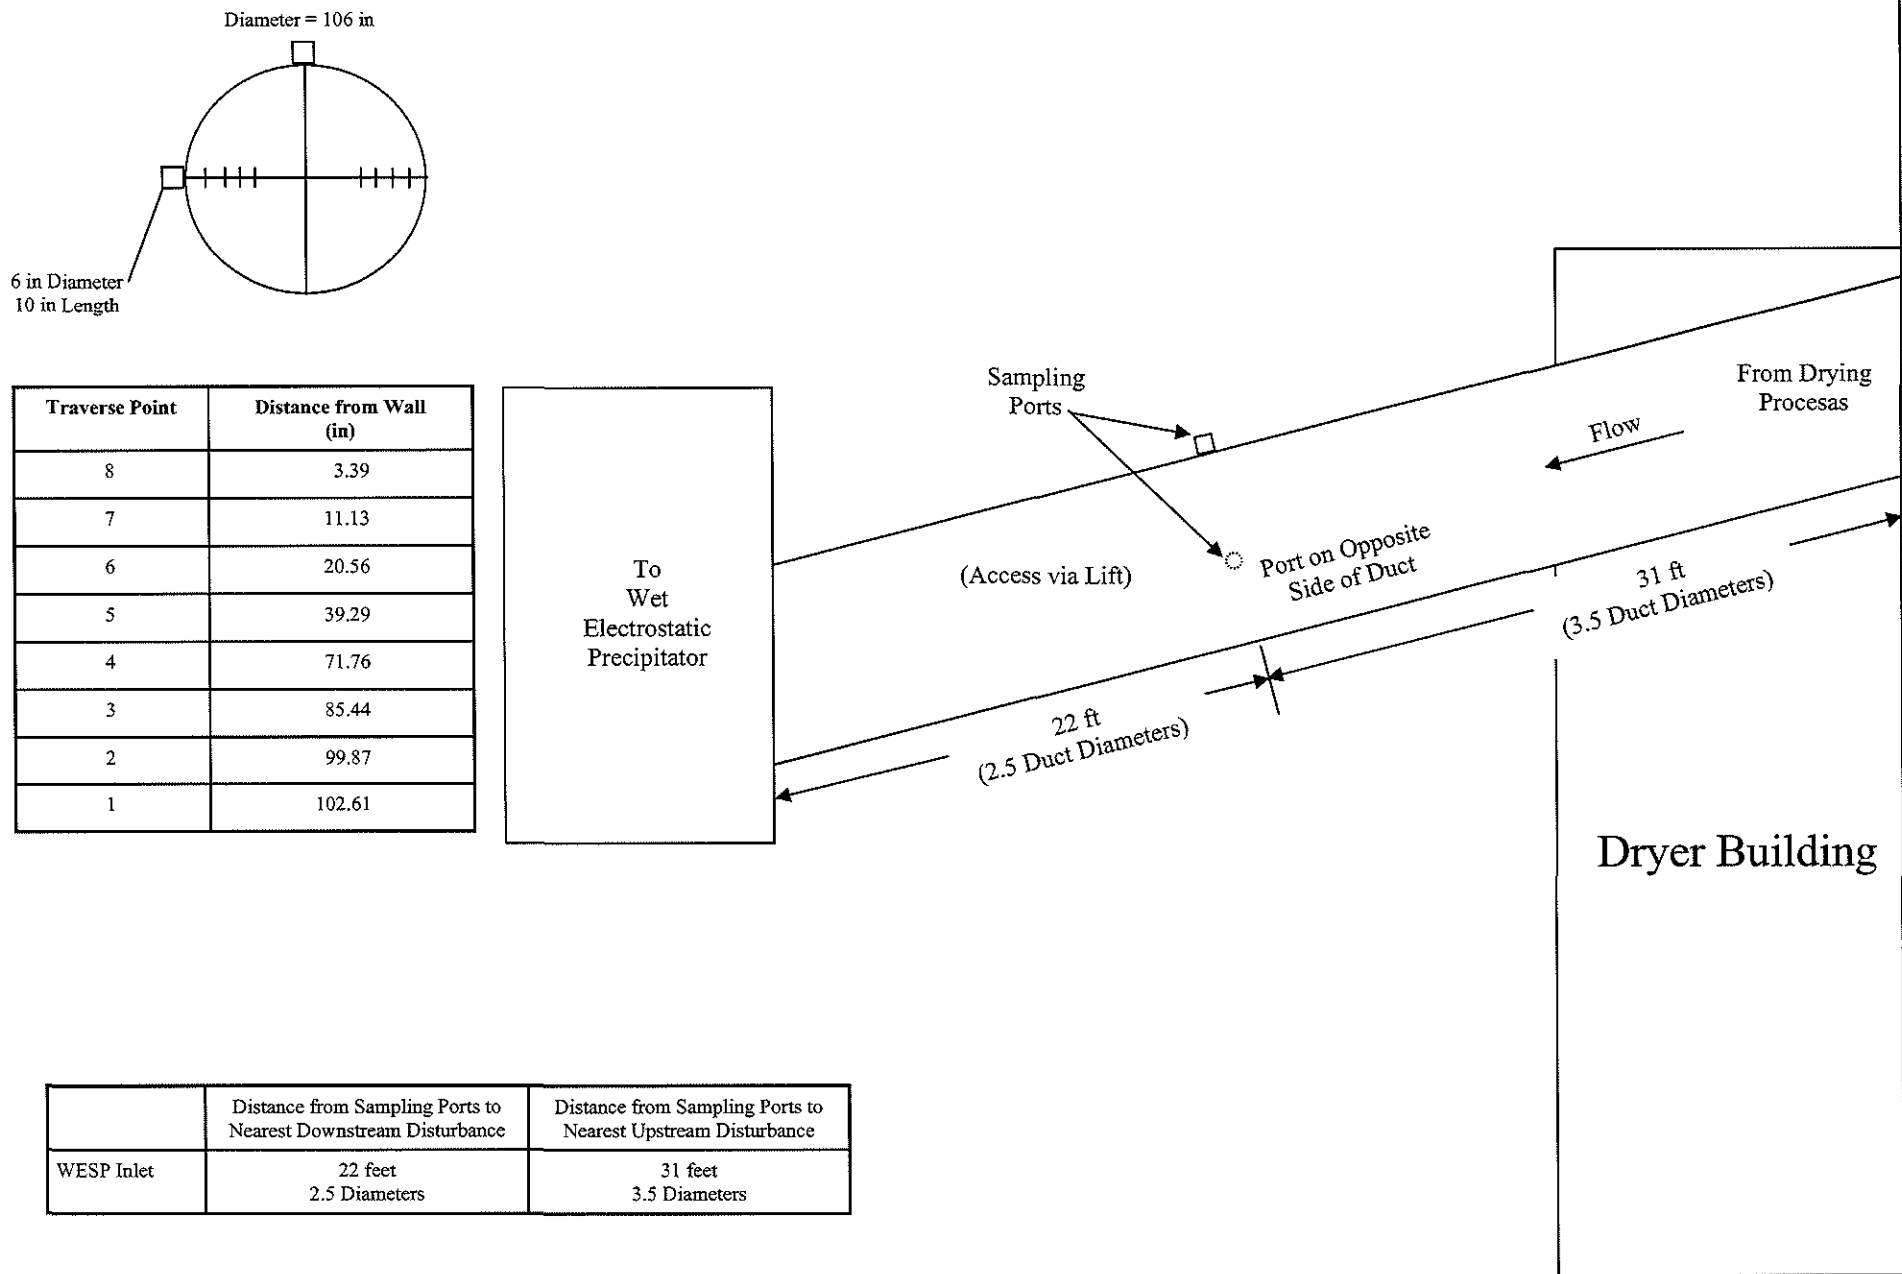 Diameter = 106 in
6 in Diameter
10 in Length
Traverse Point Distance from Wall
(in)
8 3.39
7 11.13
6 20.56
5 39.29
4 71.76
3 85.44
2 99.87
1 102.61
To
Wet
Electrostatic
Precipitator
Sampling
Ports
(Access via Lift)
Port on Opposite
Side of Duct
Flow
From Drying
Procesas
31 ft
(3.5 Duct Diameters)
22 ft
(2.5 Duct Diameters)
Dryer Building
Distance from Sampling Ports to
Nearest Downstream Disturbance
Distance from Sampling Ports to
Nearest Upstream Disturbance
WESP Inlet 22 feet 31 feet
2.5 Diameters 3.5 Diameters